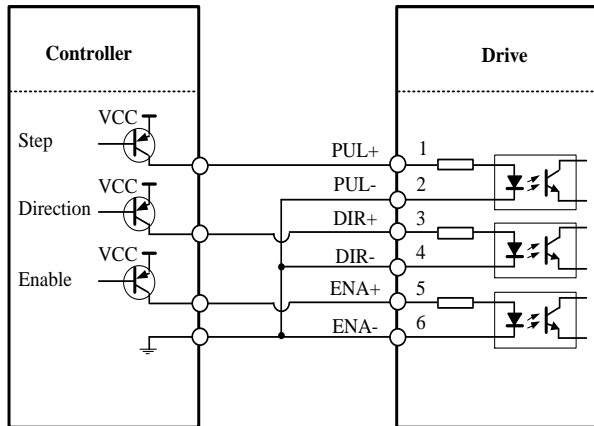 Controller
Drive
VCC
Step
PUL+
1
PUL-
2
VCC
Direction
DIR+
3
DIR-
4
VCC
Enable
ENA+
5
ENA-
6